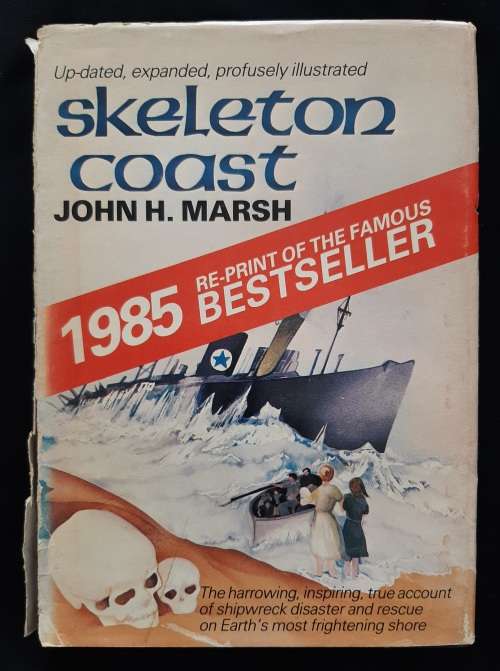 Up-dated, expanded, profusely illustrated
skeleton
coast
JOHN H. MARSH
1985 RE-PRINT OF THE FAMOUS
BESTSELLER
The harrowing, inspiring, true account
of shipwreck disaster and rescue
on Earth's most frightening shore